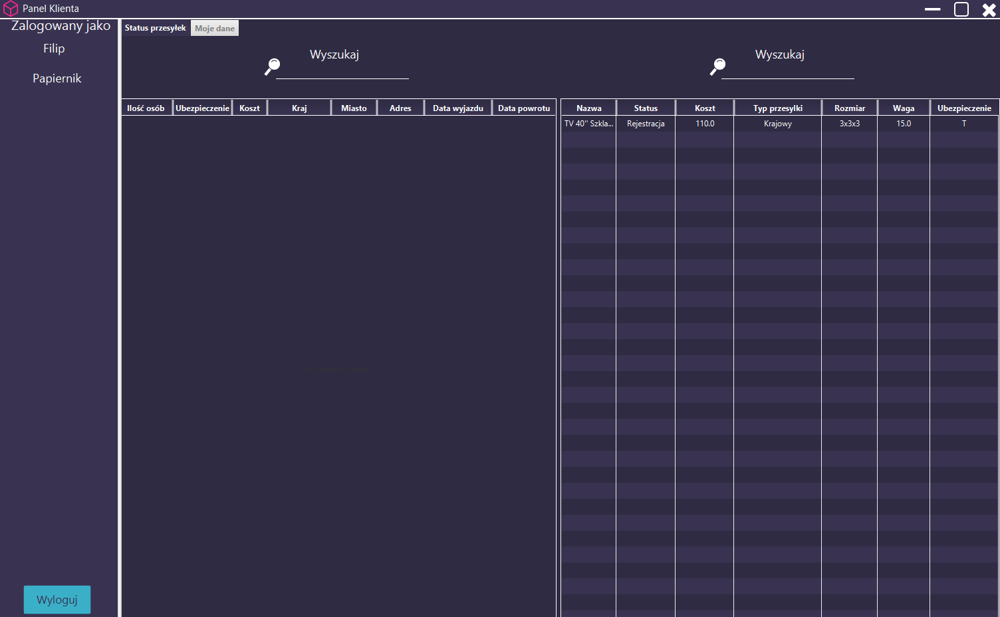 Panel Klienta
Zalogowany jako
Filip
Papiernik
Status przesyłek
Moje dane
Wyszukaj
Wyszukaj
Ilość osób Ubezpieczenie Koszt Kraj Miasto Adres Data wyjazdu Data powrotu
Nazwa Status Koszt Typ przesylki Rozmiar Waga Ubezpieczenie
TV 40" Szkla... Rejestracja 110.0 Krajowy 3x3x3 15.0 T
Wyloguj